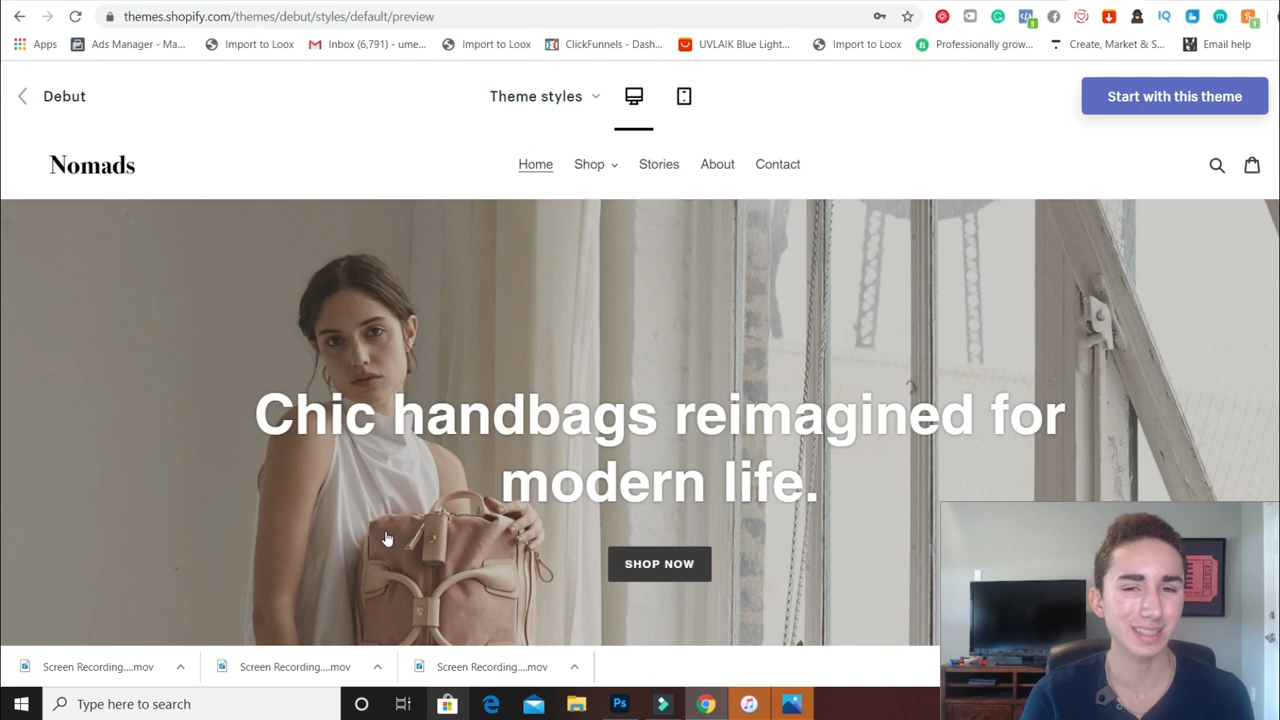 themes.shopify.com/themes/debut/styles/default/preview
Apps Ads Manager - Ma... Import to Loox Inbox (6,791) - ume... Import to Loox ClickFunnels - Dash... UVLAIK Blue Light... Import to Loox Professionally grow... Create, Market & S... Email help
Debut Theme styles Start with this theme
Nomads Home Shop Stories About Contact
Chic handbags reimagined for
modern life.
SHOP NOW
Screen Recording....mov Screen Recording....mov Screen Recording....mov
Type here to search